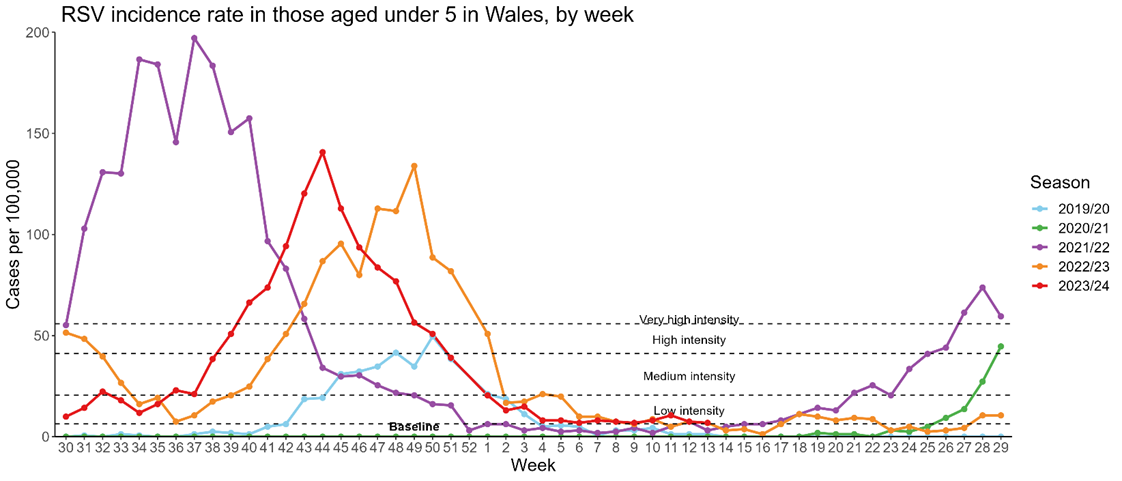 RSV incidence rate in those aged under 5 in Wales, by week
Cases per 100,000
200
150
100
50
0
Very high intensity
High intensity
Medium intensity
Low intensity
Baseline
30 31 32 33 34 35 36 37 38 39 40 41 42 43 44 45 46 47 48 49 50 51 52 1 2 3 4 5 6 7 8 9 10 11 12 13 14 15 16 17 18 19 20 21 22 23 24 25 26 27 28 29
Week
Season
2019/20
2020/21
2021/22
2022/23
2023/24